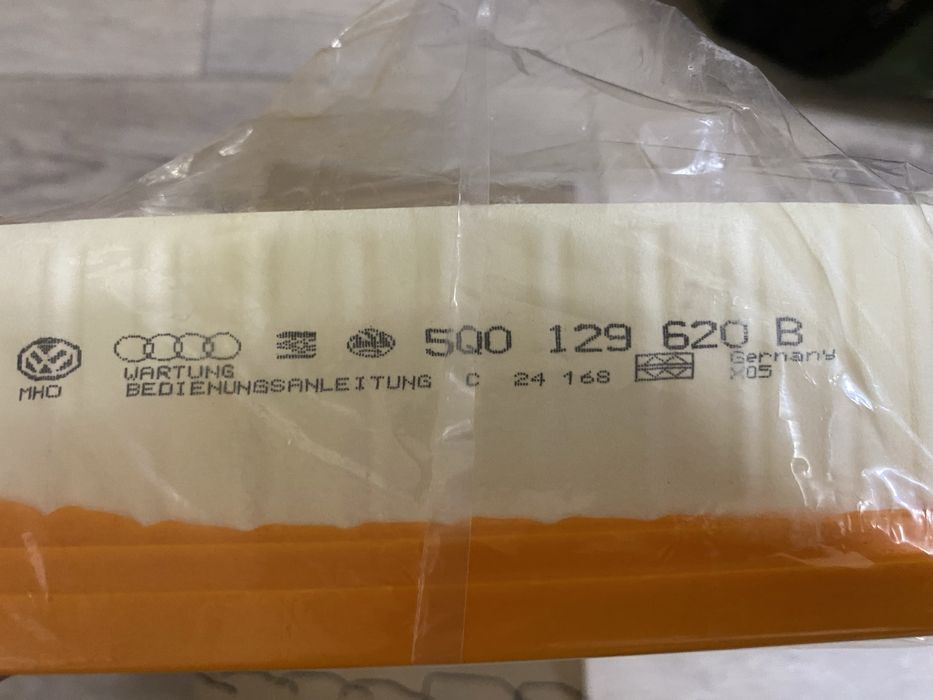 5Q0 129 620 B
Germany
WARTUNG
BEDIENUNGSANLEITUNG C 24 168
X05
MHO